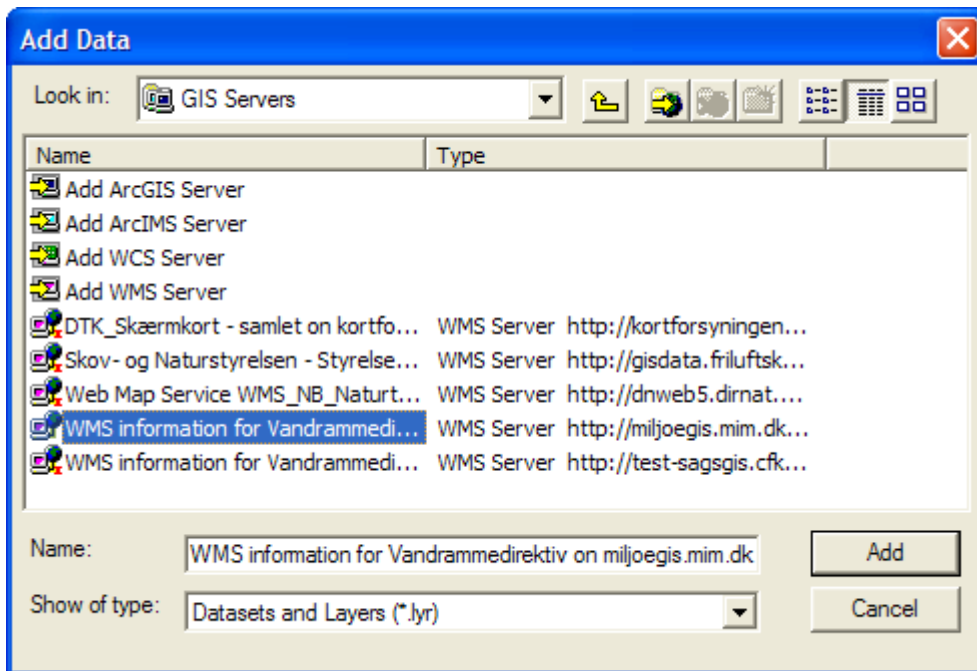 Add Data
Look in: GIS Servers
Name Type
Add ArcGIS Server
Add ArcIMS Server
Add WCS Server
Add WMS Server
DTK_Skærmkort - samlet on kortfo... WMS Server http://kortforsyningen...
Skov- og Naturstyrelsen - Styrelse... WMS Server http://gisdata.friluftsk...
Web Map Service WMS_NB_Naturt... WMS Server http://dnweb5.dirnat....
WMS information for Vandrammedi... WMS Server http://miljoegis.mim.dk...
WMS information for Vandrammedi... WMS Server http://test-sagsgis.cfk...
Name: WMS information for Vandrammedirektiv on miljoegis.mim.dk Add
Show of type: Datasets and Layers (*.lyr) Cancel